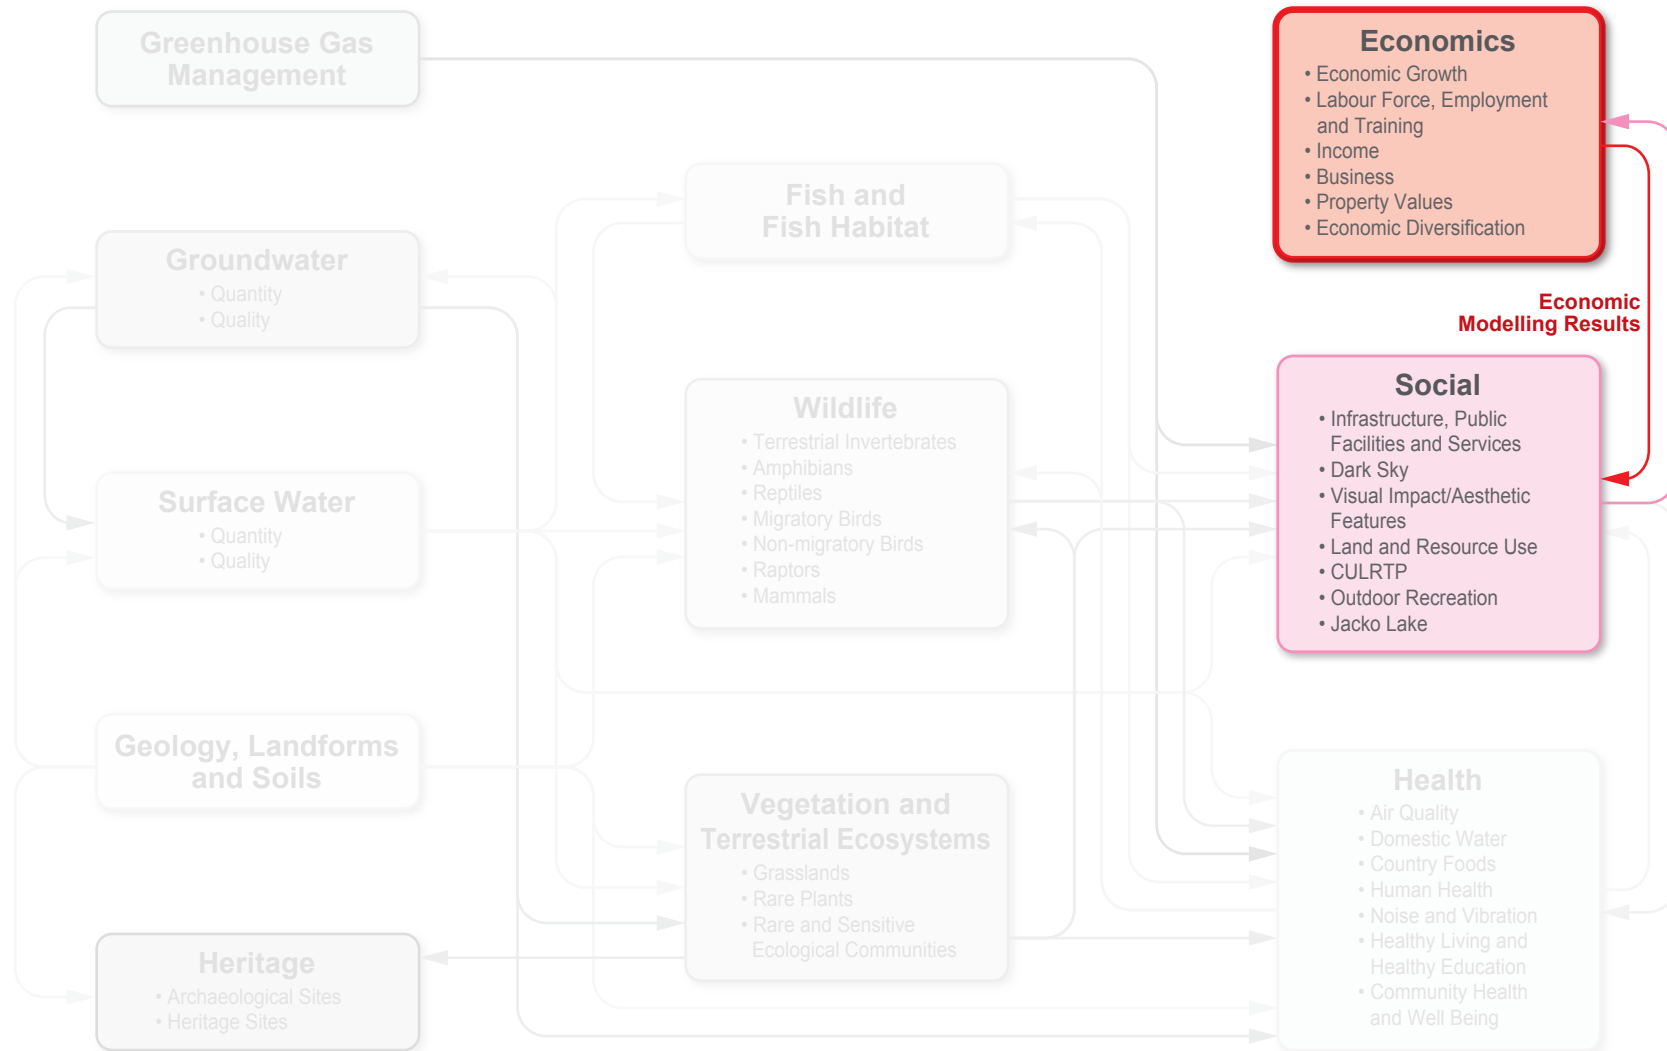 Greenhouse Gas
Management
Economics
• Economic Growth
• Labour Force, Employment
and Training
• Income
• Business
• Property Values
• Economic Diversification
Fish and
Fish Habitat
Groundwater
• Quantity
• Quality
Economic
Modelling Results
Wildlife
• Terrestrial Invertebrates
• Amphibians
• Reptiles
• Migratory Birds
• Non-migratory Birds
• Raptors
• Mammals
Social
• Infrastructure, Public
Facilities and Services
• Dark Sky
• Visual Impact/Aesthetic
Features
• Land and Resource Use
• CULRTP
• Outdoor Recreation
• Jacko Lake
Surface Water
• Quantity
• Quality
Geology, Landforms
and Soils
Vegetation and
Terrestrial Ecosystems
• Grasslands
• Rare Plants
• Rare and Sensitive
Ecological Communities
Health
• Air Quality
• Domestic Water
• Country Foods
• Human Health
• Noise and Vibration
• Healthy Living and
Healthy Education
• Community Health
and Well Being
Heritage
• Archaeological Sites
• Heritage Sites